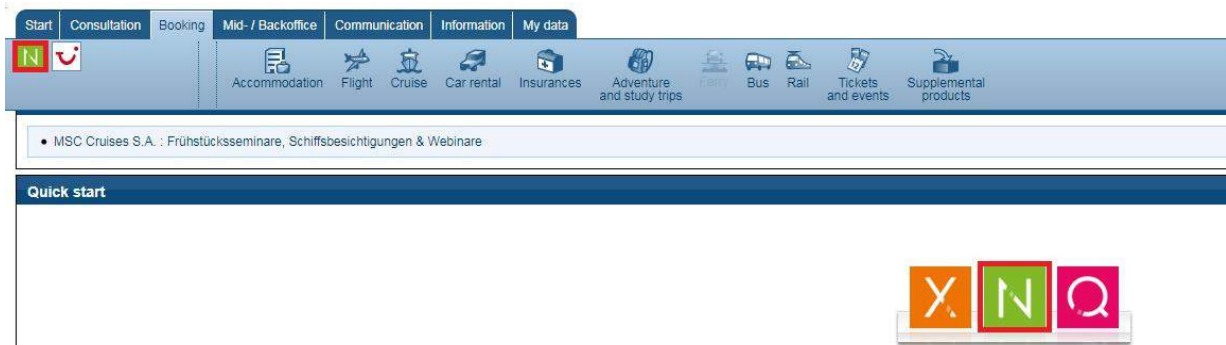 Start Consultation Booking Mid- / Backoffice Communication Information My data
N
Accommodation Flight Cruise Car rental Insurances Adventure and study trips Ferry Bus Rail Tickets and events Supplemental products
• MSC Cruises S.A. : Frühstücksseminare, Schiffsbesichtigungen & Webinare
Quick start
X N Q